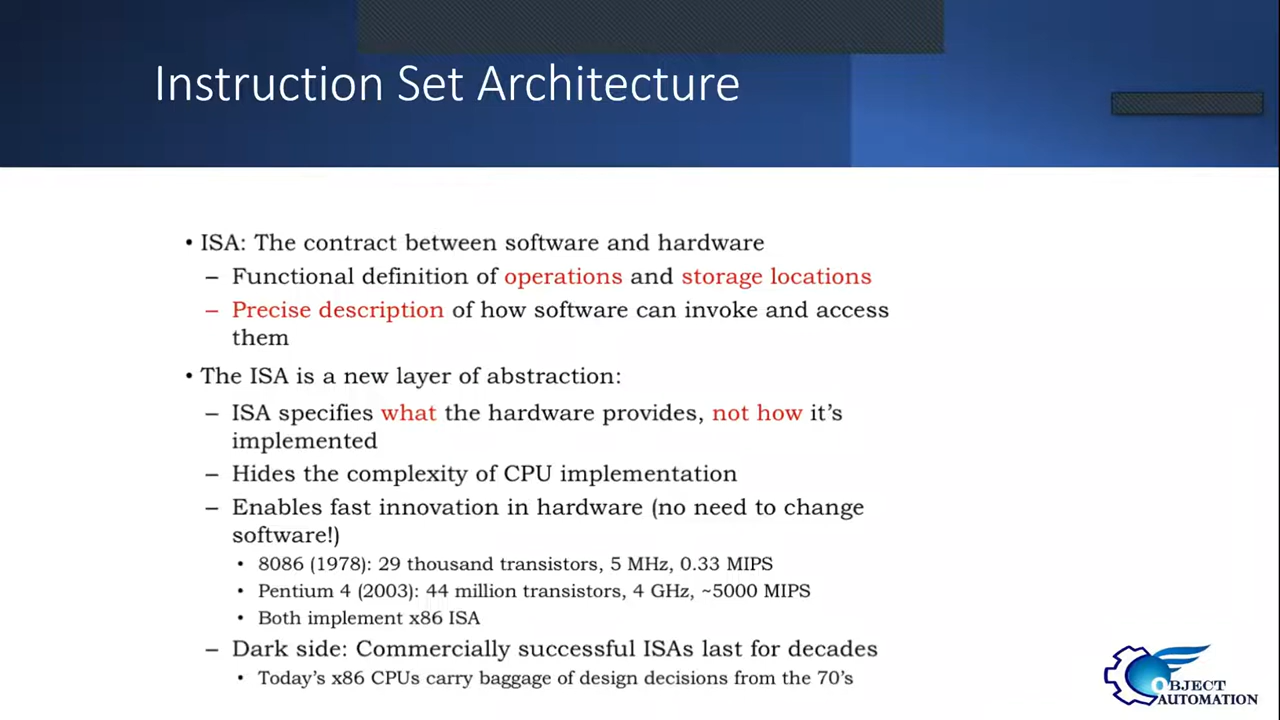 Instruction Set Architecture
• ISA: The contract between software and hardware
– Functional definition of operations and storage locations
– Precise description of how software can invoke and access
them
• The ISA is a new layer of abstraction:
– ISA specifies what the hardware provides, not how it’s
implemented
– Hides the complexity of CPU implementation
– Enables fast innovation in hardware (no need to change
software!)
• 8086 (1978): 29 thousand transistors, 5 MHz, 0.33 MIPS
• Pentium 4 (2003): 44 million transistors, 4 GHz, ~5000 MIPS
• Both implement x86 ISA
– Dark side: Commercially successful ISAs last for decades
• Today’s x86 CPUs carry baggage of design decisions from the 70’s
OBJECT
AUTOMATION